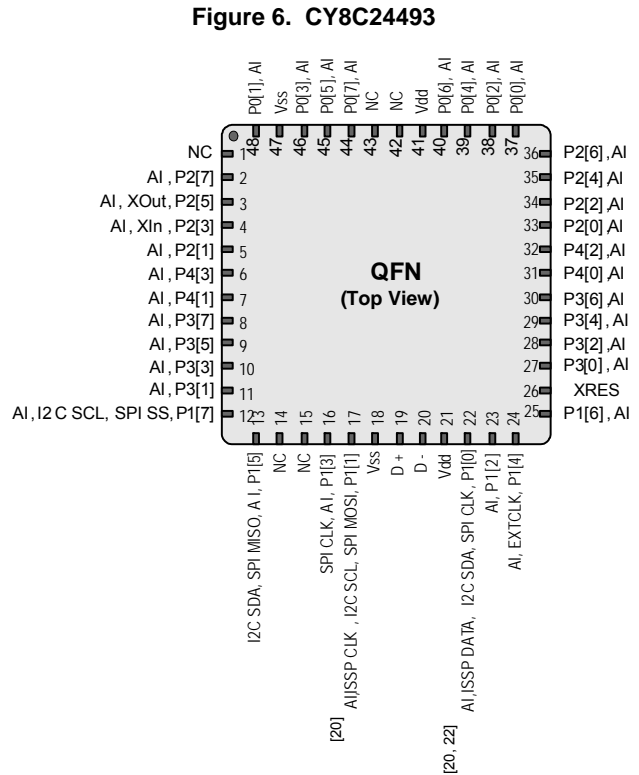 Figure 6. CY8C24493
P0[1], AI
Vss
P0[3], AI
P0[5], AI
P0[7], AI
NC
NC
Vdd
P0[6], AI
P0[4], AI
P0[2], AI
P0[0], AI
48 47 46 45 44 43 42 41 40 39 38 37
NC 1
AI , P2[7] 2
AI , XOut, P2[5] 3
AI , XIn , P2[3] 4
AI , P2[1] 5
AI , P4[3] 6
AI , P4[1] 7
AI , P3[7] 8
AI , P3[5] 9
AI , P3[3] 10
AI , P3[1] 11
AI , I2 C SCL, SPI SS, P1[7] 12
QFN
(Top View)
36 P2[6] ,AI
35 P2[4] ,AI
34 P2[2] ,AI
33 P2[0] ,AI
32 P4[2] ,AI
31 P4[0] ,AI
30 P3[6] ,AI
29 P3[4] , AI
28 P3[2] ,AI
27 P3[0] , AI
26 XRES
25 P1[6] , AI
13 14 15 16 17 18 19 20 21 22 23 24
I2C SDA, SPI MISO, A I, P1[5]
NC
NC
SPI CLK, AI, P1[3]
[20] AI,ISSP CLK , I2C SCL, SPI MOSI, P1[1]
Vss
D +
D -
Vdd
[20, 22] AI,ISSP DATA, I2C SDA, SPI CLK, P1[0]
AI, P1[2]
AI, EXTCLK, P1[4]